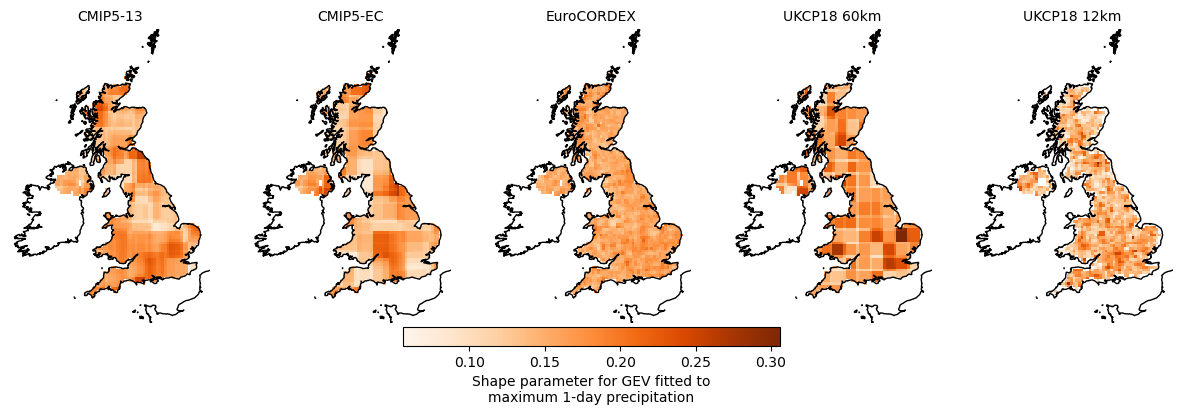 CMIP5-13
CMIP5-EC
EuroCORDEX
UKCP18 60km
UKCP18 12km
0.10
0.15
0.20
0.25
0.30
Shape parameter for GEV fitted to
maximum 1-day precipitation